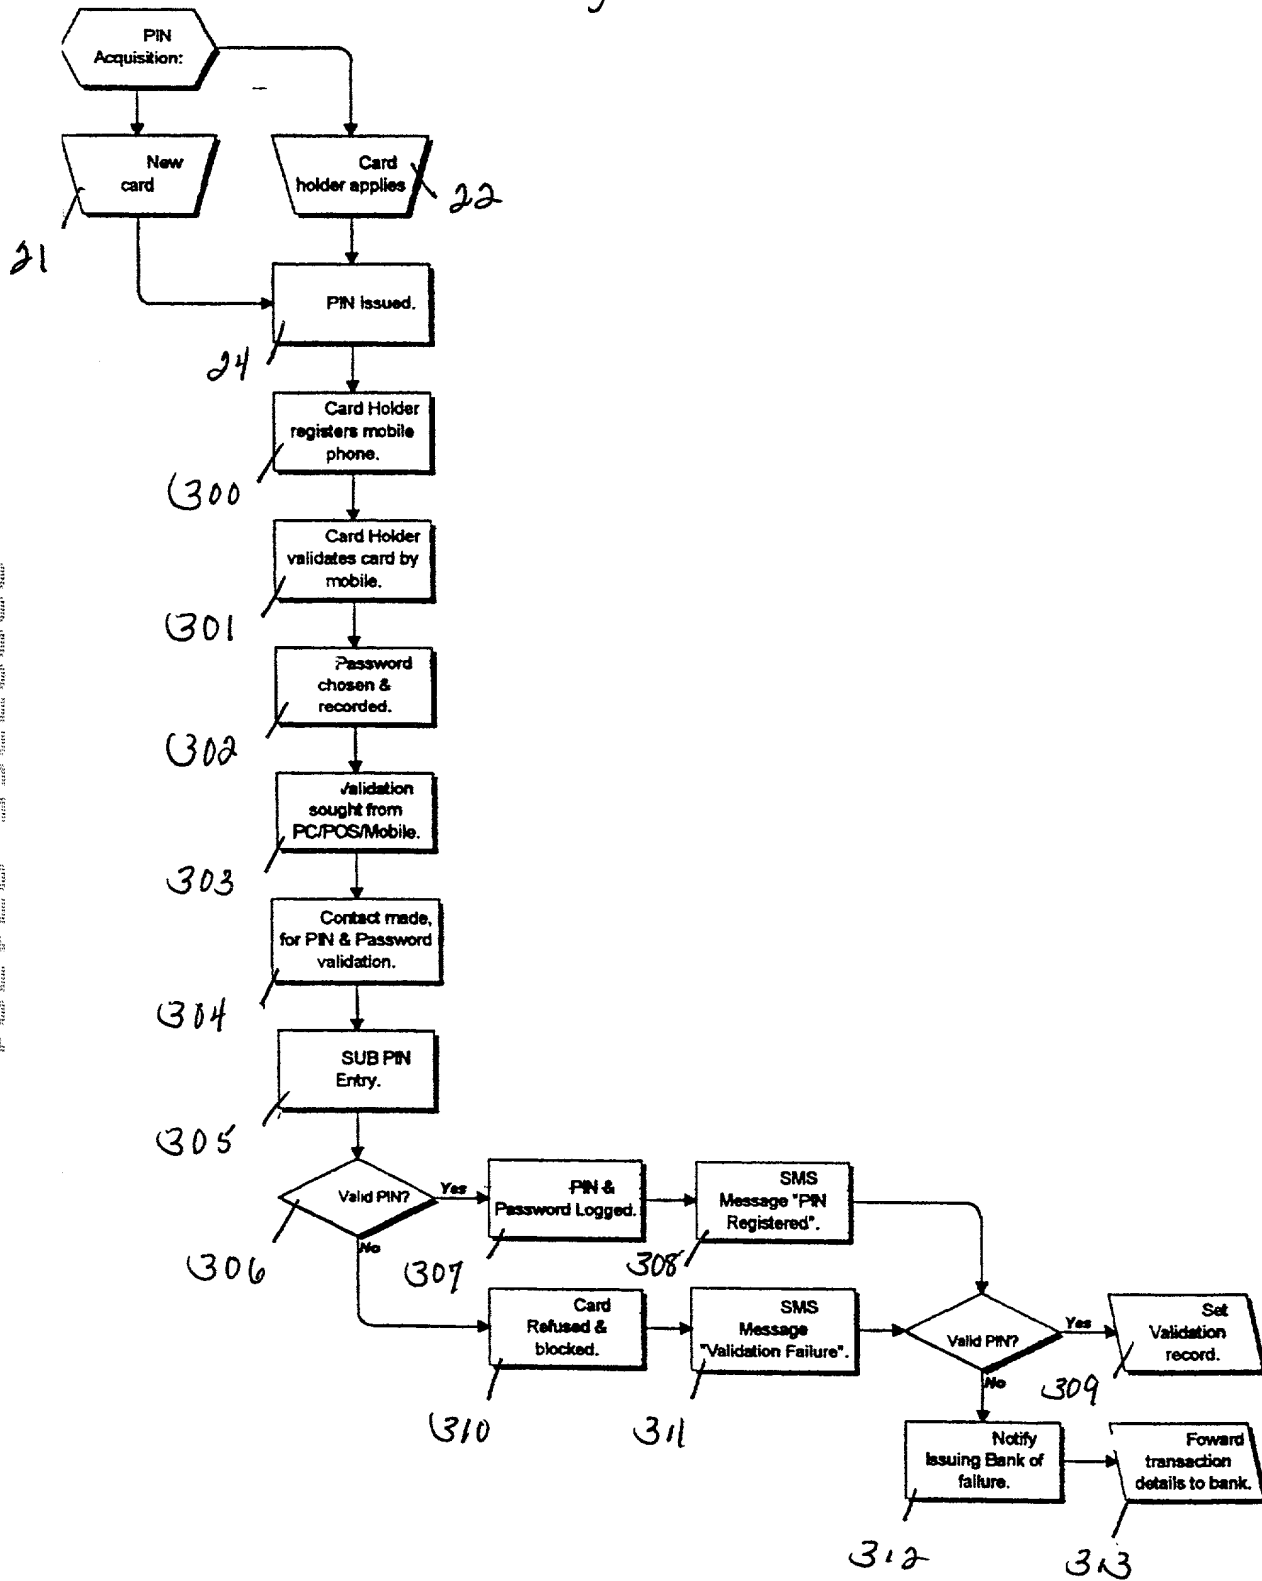 PIN
Acquisition:
New
card
Card
holder applies
22
21
PIN issued.
24
Card Holder
registers mobile
phone.
300
Card Holder
validates card by
mobile.
301
Password
chosen &
recorded.
302
Validation
sought from
PC/POS/Mobile.
303
Contact made,
for PIN & Password
validation.
304
SUB PIN
Entry.
305
Valid PIN?
Yes
No
306
PIN &
Password Logged.
307
SMS
Message "PIN
Registered".
308
Card
Refused &
blocked.
310
SMS
Message
"Validation Failure".
311
Valid PIN?
Yes
No
Set
Validation
record.
309
Notify
Issuing Bank of
failure.
312
Foward
transaction
details to bank.
313